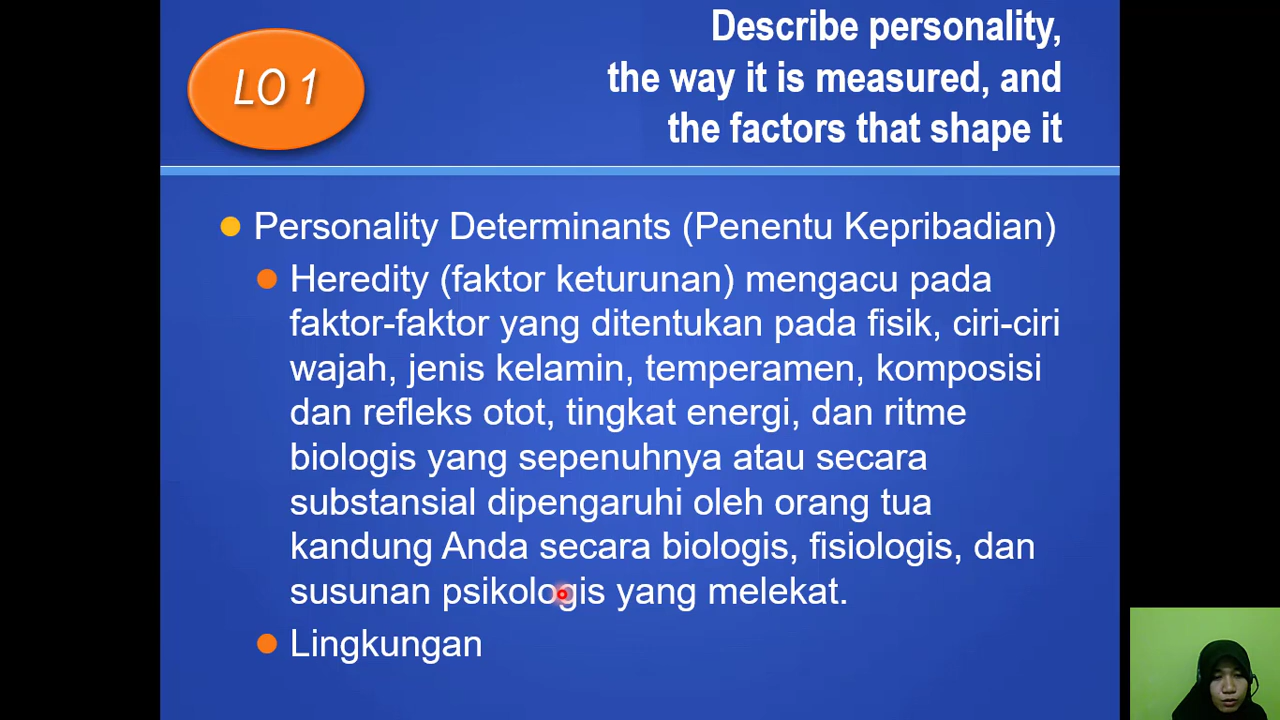 LO 1
Describe personality,
the way it is measured, and
the factors that shape it
Personality Determinants (Penentu Kepribadian)
Heredity (faktor keturunan) mengacu pada
faktor-faktor yang ditentukan pada fisik, ciri-ciri
wajah, jenis kelamin, temperamen, komposisi
dan refleks otot, tingkat energi, dan ritme
biologis yang sepenuhnya atau secara
substansial dipengaruhi oleh orang tua
kandung Anda secara biologis, fisiologis, dan
susunan psikologis yang melekat.
Lingkungan